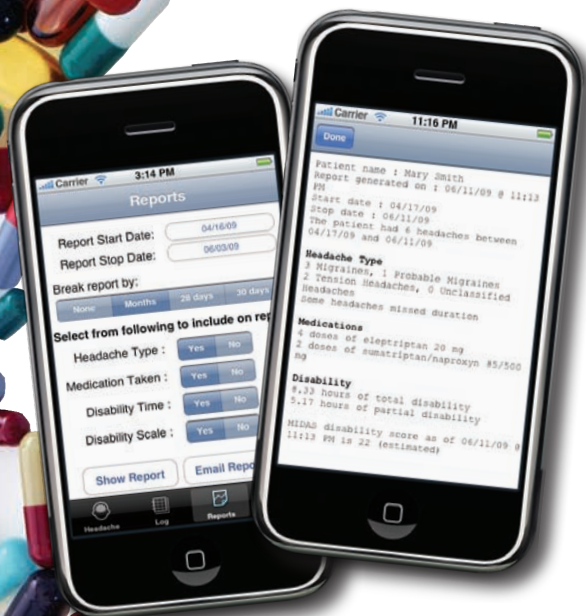 Carrier 3:14 PM
Reports
Report Start Date: 04/16/09
Report Stop Date: 06/03/09
Break report by:
None Months 28 days 30 days
Select from following to include on rep
Headache Type : Yes No
Medication Taken : Yes No
Disability Time : Yes No
Disability Scale : Yes No
Show Report Email Repo
Headache Log Reports
Carrier 11:16 PM
Done
Patient name : Mary Smith
Report generated on : 06/11/09 @ 11:13
PM
Start date : 04/17/09
Stop date : 06/11/09
The patient had 6 headaches between
04/17/09 and 06/11/09
Headache Type
3 Migraines, 1 Probable Migraines
2 Tension Headaches, 0 Unclassified
Headaches
Some headaches missed duration
Medications
4 doses of eleptriptan 20 mg
2 doses of sumatriptan/naproxyn 85/500
mg
Disability
8.33 hours of total disability
5.17 hours of partial disability
MIDAS disability score as of 06/11/09 @
11:13 PM is 22 (estimated)